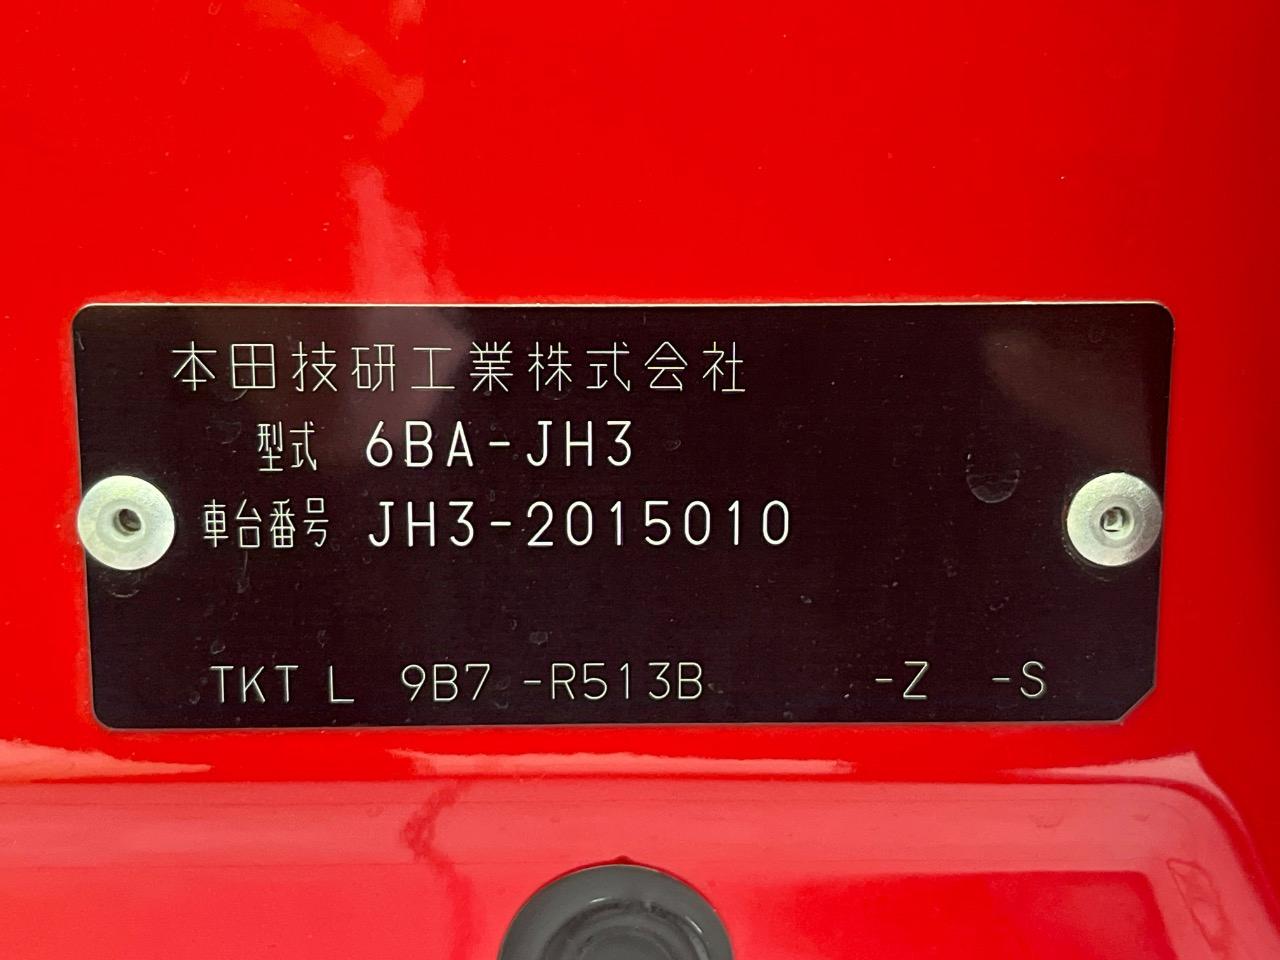 本田技研工業株式会社
型式 6BA-JH3
車台番号 JH3-2015010
TKT L 9B7 -R513B -Z -S